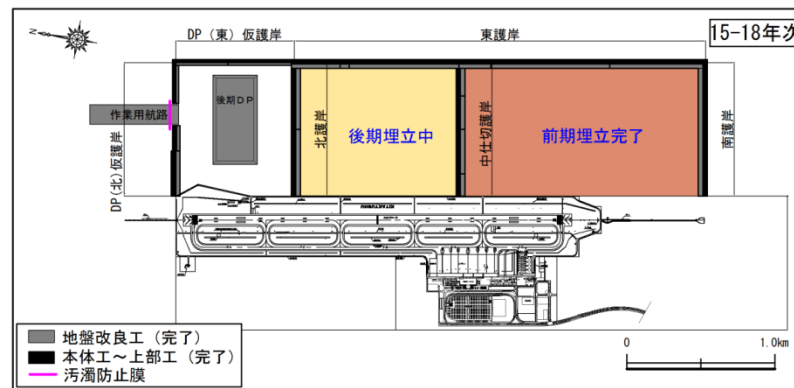 15-18年次
N
DP（東）仮護岸
東護岸
後期DP
作業用航路
DP(北)仮護岸
北護岸
後期埋立中
中仕切護岸
前期埋立完了
南護岸
地盤改良工（完了）
本体工～上部工（完了）
汚濁防止膜
0 1.0km